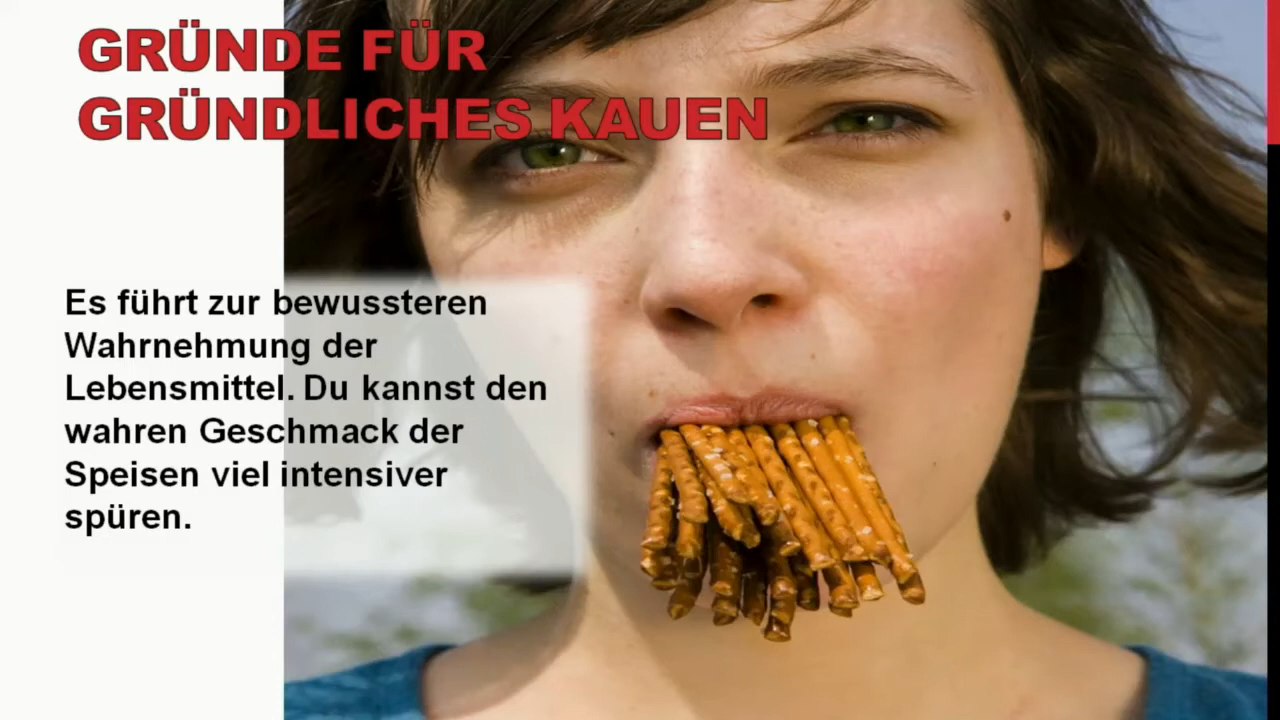 GRÜNDE FÜR
GRÜNDLICHES KAUEN
Es führt zur bewussteren
Wahrnehmung der
Lebensmittel. Du kannst den
wahren Geschmack der
Speisen viel intensiver
spüren.